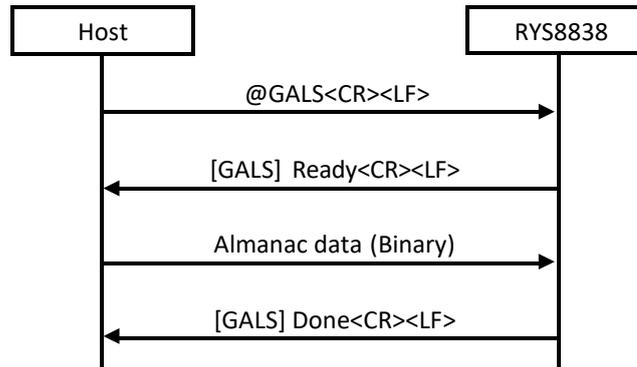 Host
RYS8838
@GALS<CR><LF>
[GALS] Ready<CR><LF>
Almanac data (Binary)
[GALS] Done<CR><LF>